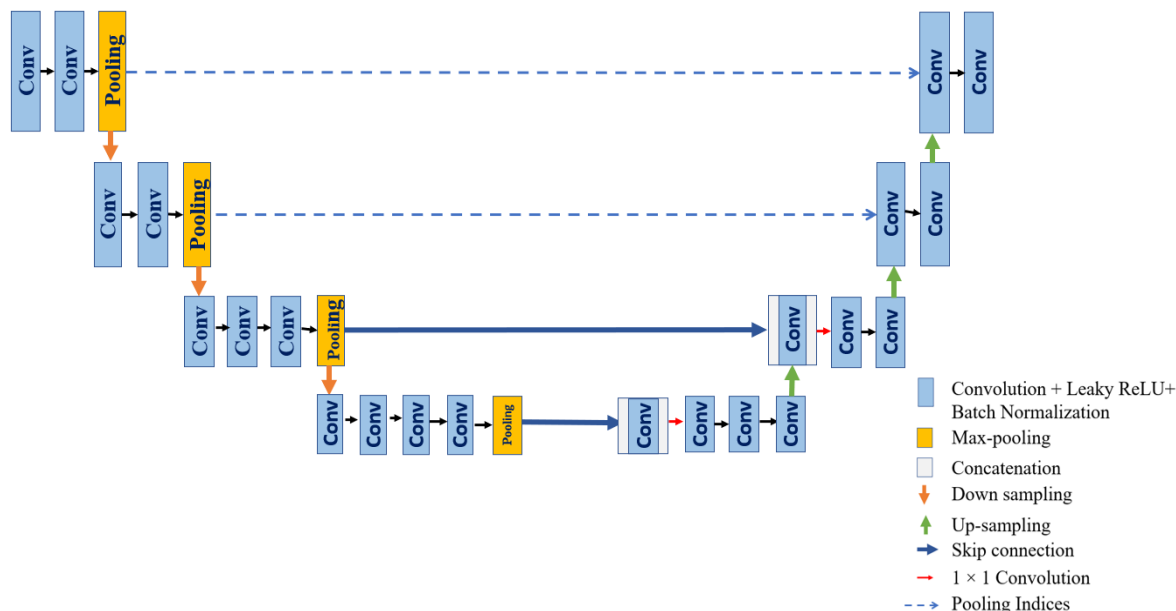 Conv
Conv
Pooling
Conv
Conv
Conv
Conv
Pooling
Conv
Conv
Conv
Conv
Conv
Pooling
Conv
Conv
Conv
Conv
Conv
Conv
Conv
Pooling
Conv
Conv
Conv
Conv
Convolution + Leaky ReLU+
Batch Normalization
Max-pooling
Concatenation
Down sampling
Up-sampling
Skip connection
1 × 1 Convolution
Pooling Indices